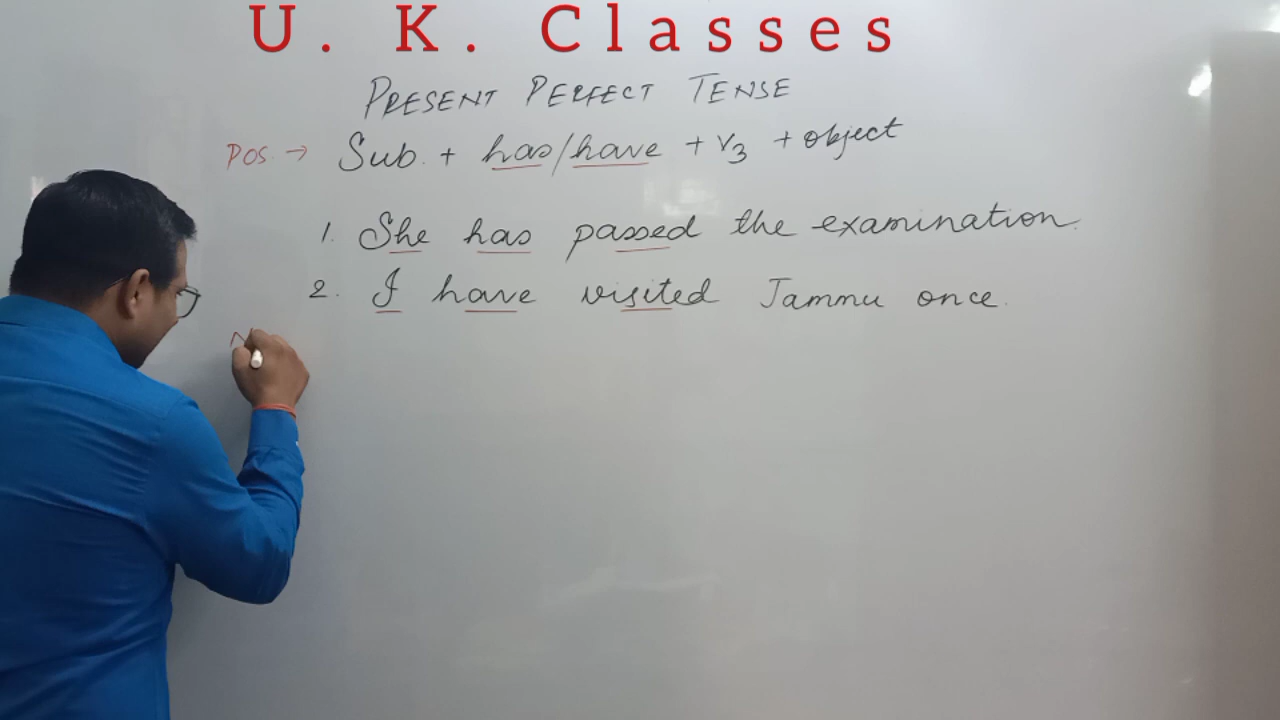 U. K. Classes
PRESENT PERFECT TENSE
POS. → Sub. + has/have + V3 + object
1. She has passed the examination.
2. I have visited Jammu once.